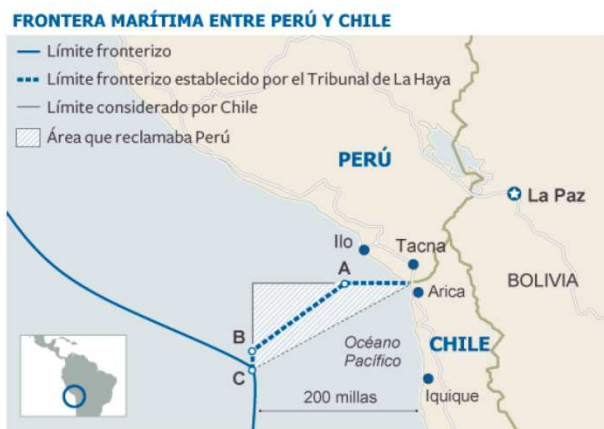 FRONTERA MARÍTIMA ENTRE PERÚ Y CHILE
Límite fronterizo
Límite fronterizo establecido por el Tribunal de La Haya
Límite considerado por Chile
Área que reclamaba Perú
PERÚ
La Paz
Ilo
Tacna
A
BOLIVIA
Arica
B
Océano
Pacífico
CHILE
C
200 millas
Iquique